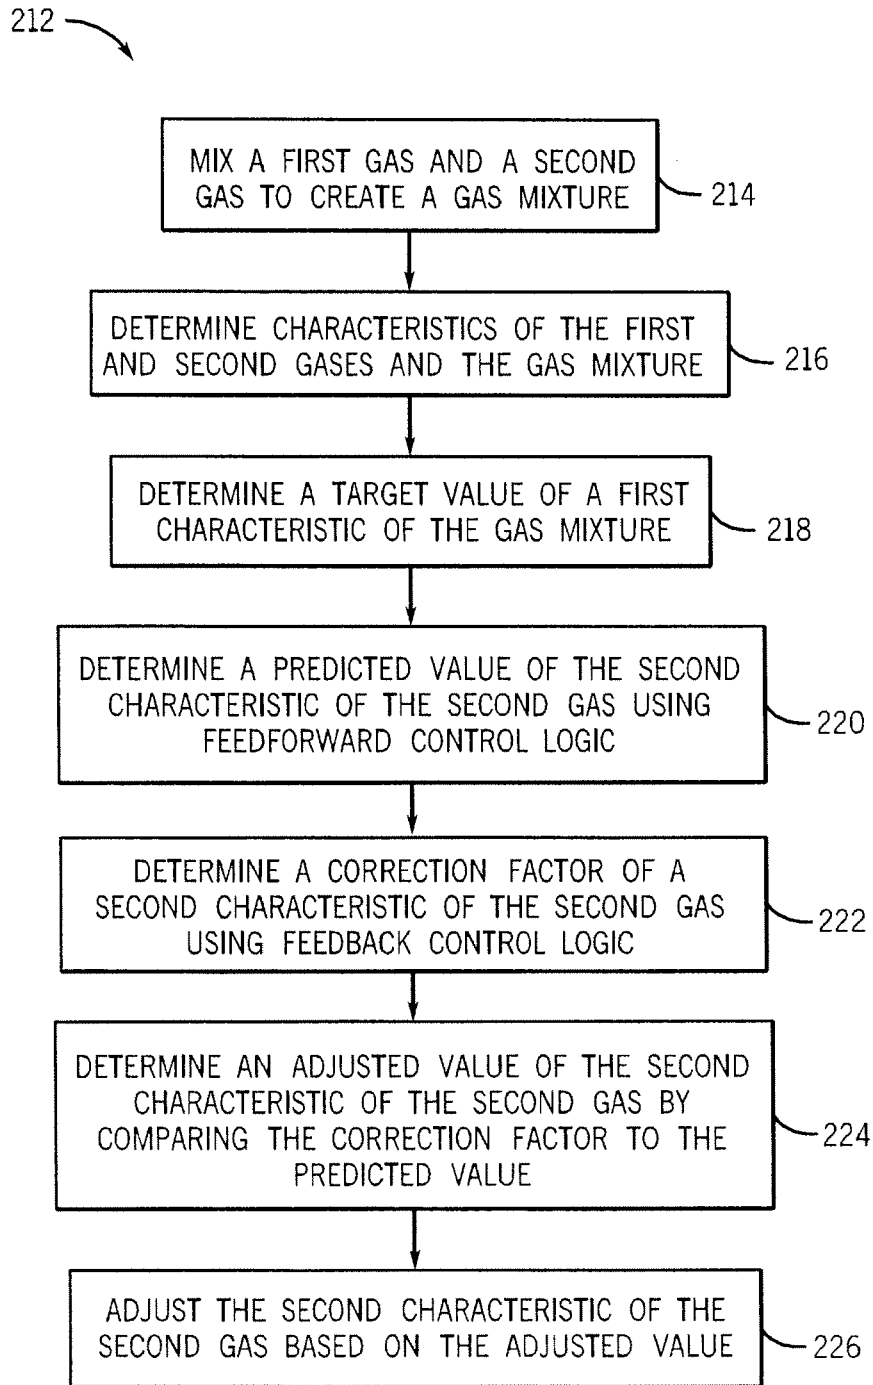 212
MIX A FIRST GAS AND A SECOND
GAS TO CREATE A GAS MIXTURE
214
DETERMINE CHARACTERISTICS OF THE FIRST
AND SECOND GASES AND THE GAS MIXTURE
216
DETERMINE A TARGET VALUE OF A FIRST
CHARACTERISTIC OF THE GAS MIXTURE
218
DETERMINE A PREDICTED VALUE OF THE SECOND
CHARACTERISTIC OF THE SECOND GAS USING
FEEDFORWARD CONTROL LOGIC
220
DETERMINE A CORRECTION FACTOR OF A
SECOND CHARACTERISTIC OF THE SECOND GAS
USING FEEDBACK CONTROL LOGIC
222
DETERMINE AN ADJUSTED VALUE OF THE SECOND
CHARACTERISTIC OF THE SECOND GAS BY
COMPARING THE CORRECTION FACTOR TO THE
PREDICTED VALUE
224
ADJUST THE SECOND CHARACTERISTIC OF THE
SECOND GAS BASED ON THE ADJUSTED VALUE
226